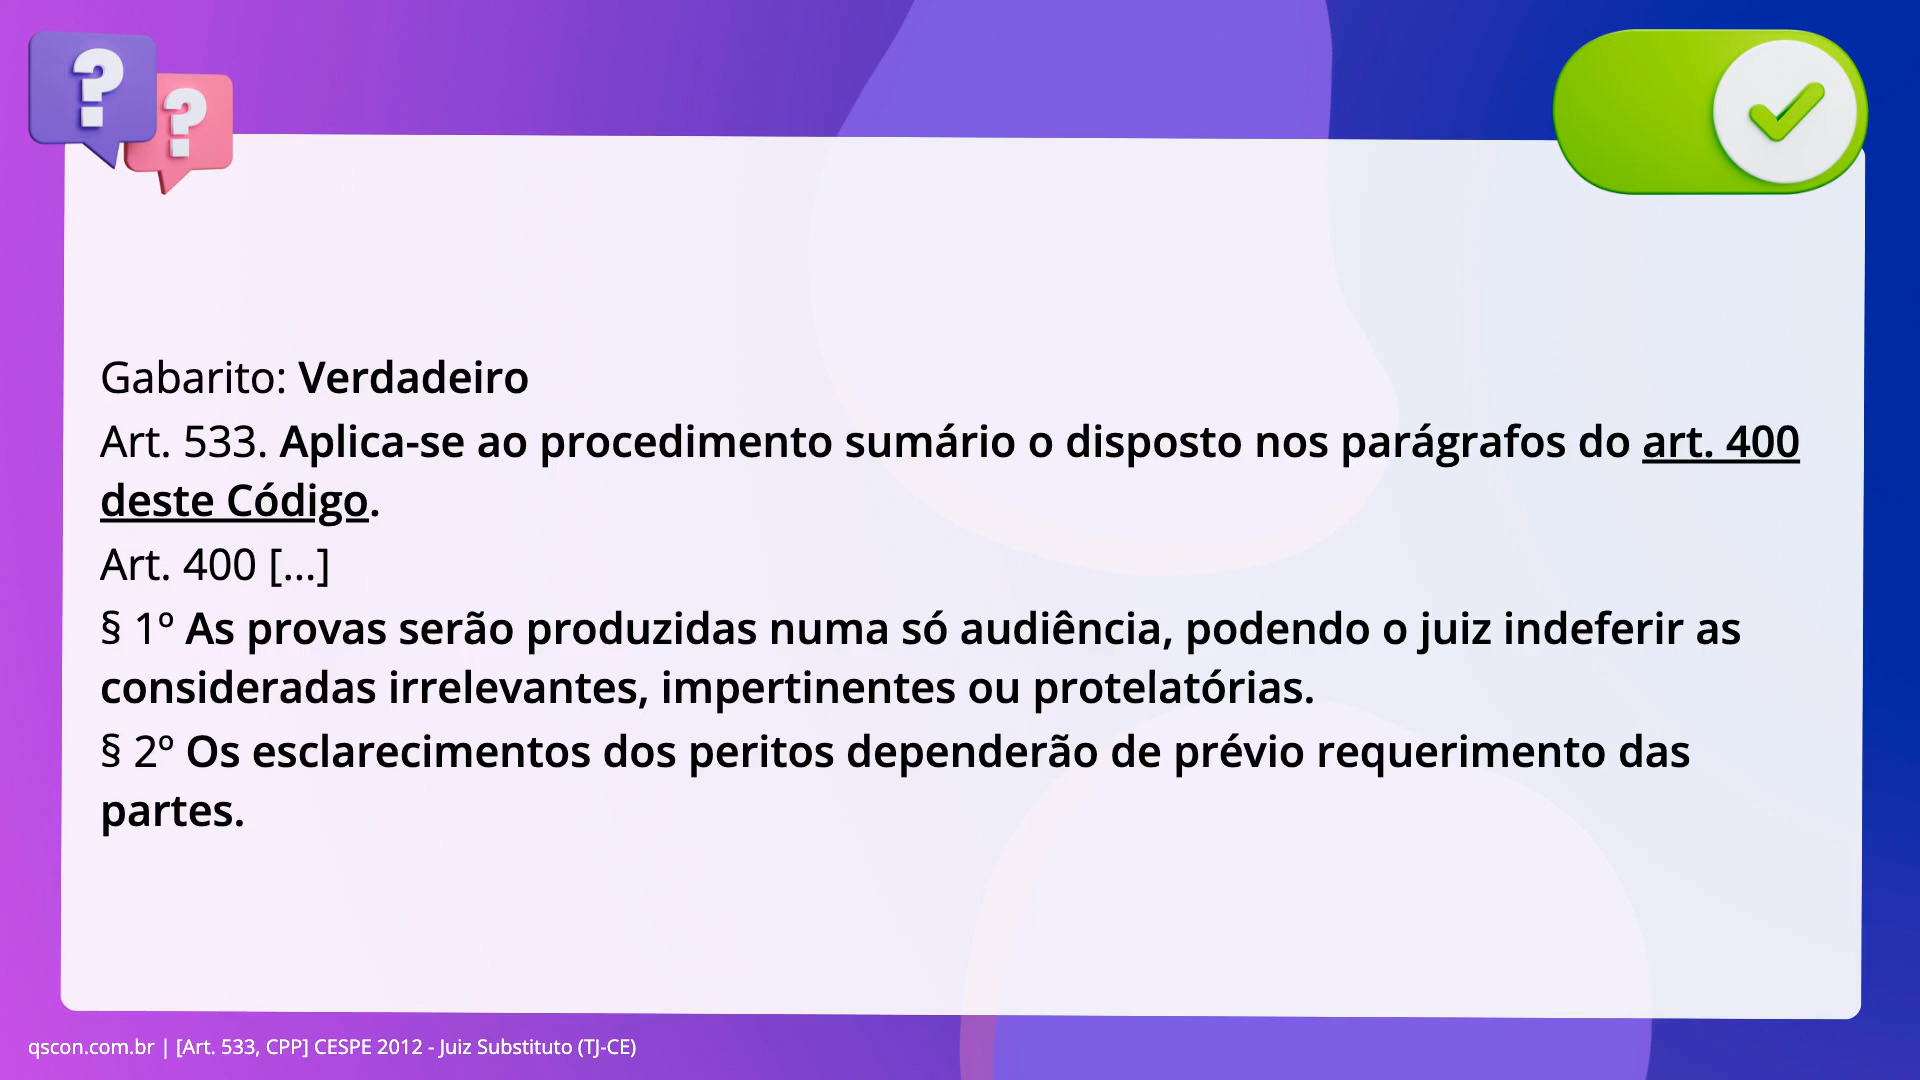 Gabarito: Verdadeiro
Art. 533. Aplica-se ao procedimento sumário o disposto nos parágrafos do art. 400
deste Código.
Art. 400 [...]
§ 1º As provas serão produzidas numa só audiência, podendo o juiz indeferir as
consideradas irrelevantes, impertinentes ou protelatórias.
§ 2º Os esclarecimentos dos peritos dependerão de prévio requerimento das
partes.
qscon.com.br | [Art. 533, CPP] CESPE 2012 - Juiz Substituto (TJ-CE)